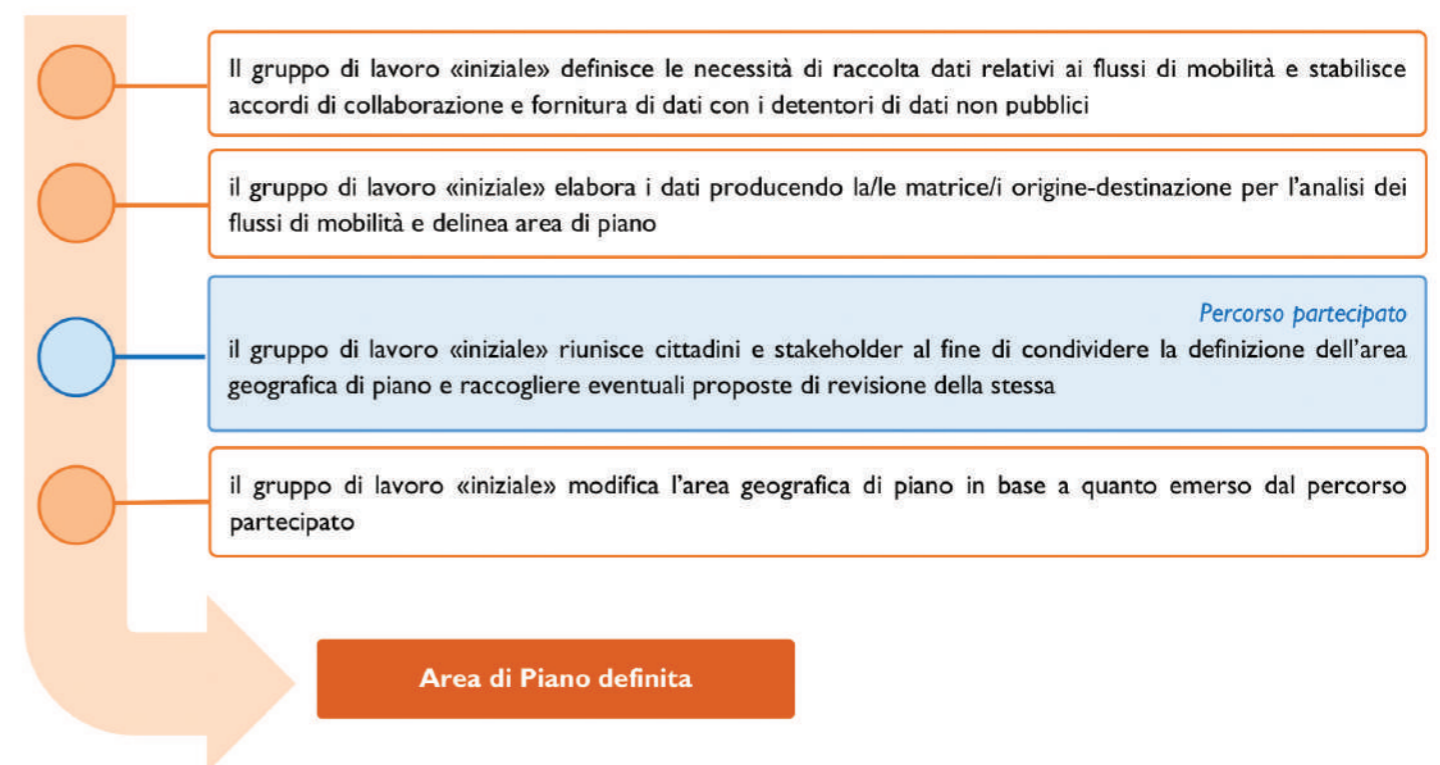 Il gruppo di lavoro «iniziale» definisce le necessità di raccolta dati relativi ai flussi di mobilità e stabilisce
accordi di collaborazione e fornitura di dati con i detentori di dati non pubblici
il gruppo di lavoro «iniziale» elabora i dati producendo la/le matrice/i origine-destinazione per l'analisi dei
flussi di mobilità e delinea area di piano
Percorso partecipato
il gruppo di lavoro «iniziale» riunisce cittadini e stakeholder al fine di condividere la definizione dell'area
geografica di piano e raccogliere eventuali proposte di revisione della stessa
il gruppo di lavoro «iniziale» modifica l'area geografica di piano in base a quanto emerso dal percorso
partecipato
Area di Piano definita